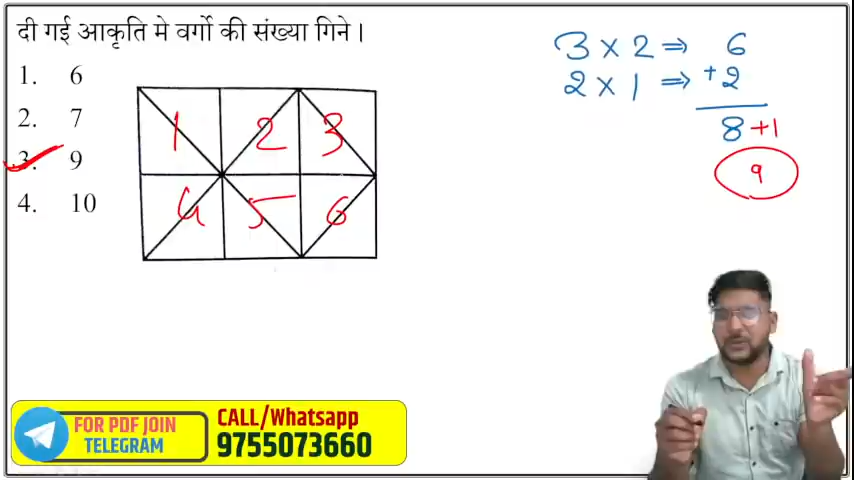 दी गई आकृति मे वर्गो की संख्या गिने।
1. 6
2. 7
3. 9
4. 10
1 2 3
4 5 6
3 × 2 ⇒ 6
2 × 1 ⇒ +2
8 +1
9
FOR PDF JOIN
TELEGRAM
CALL/Whatsapp
9755073660